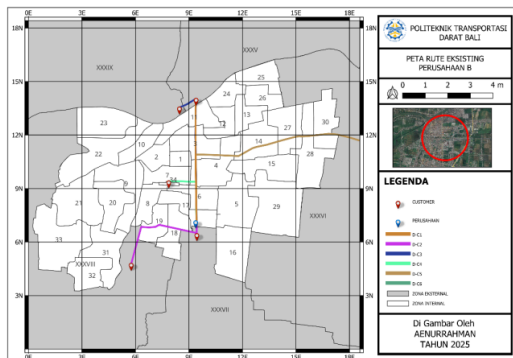 00E
3E
6E
9E
12E
15E
18E
18N
15N
12N
9N
6N
3N
XXXV
XXXIX
25
24
26
23
13
30
12
14
27
10
22
2
1
4
15
28
7
34
9
6
21
20
8
11
5
29
XXXVI
19
18
33
31
16
XXXVIII
32
XXXVII
POLITEKNIK TRANSPORTASI
DARAT BALI
PETA RUTE EKSISTING
PERUSAHAAN B
0 1 2 3 4 m
LEGENDA
CUSTOMER
PERUSAHAAN
D-C1
D-C2
D-C3
D-C4
D-C5
D-C6
ZONA EKSTERNAL
ZONA INTERNAL
Di Gambar Oleh
AENURRAHMAN
TAHUN 2025